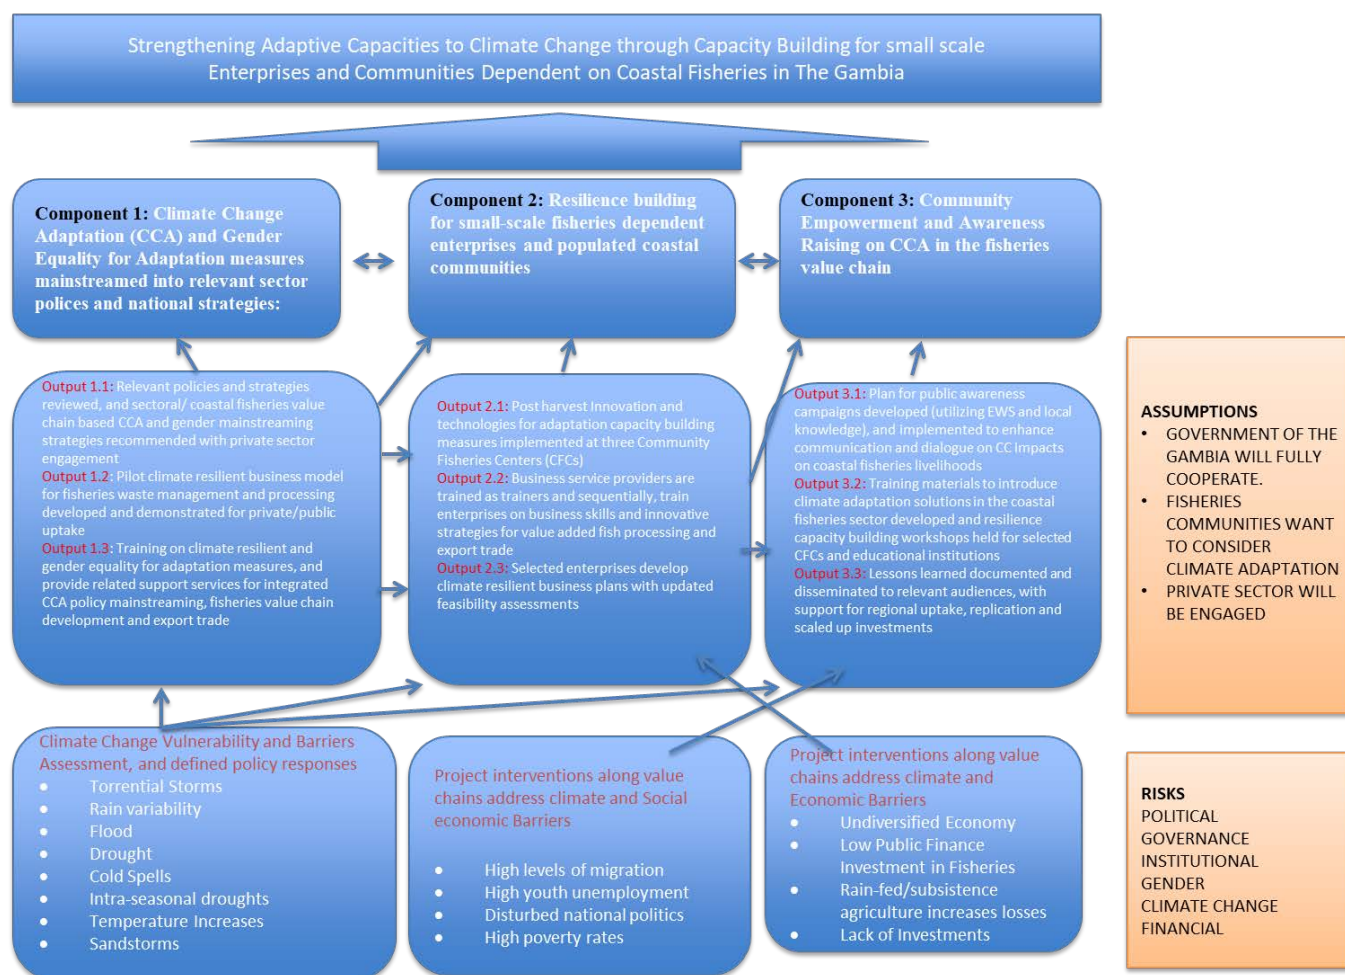 Strengthening Adaptive Capacities to Climate Change through Capacity Building for small scale
Enterprises and Communities Dependent on Coastal Fisheries in The Gambia
Component 1: Climate Change
Adaptation (CCA) and Gender
Equality for Adaptation measures
mainstreamed into relevant sector
polices and national strategies:
Component 2: Resilience building
for small-scale fisheries dependent
enterprises and populated coastal
communities
Component 3: Community
Empowerment and Awareness
Raising on CCA in the fisheries
value chain
Output 1.1: Relevant policies and strategies
reviewed, and sectoral/ coastal fisheries value
chain based CCA and gender mainstreaming
strategies recommended with private sector
engagement
Output 1.2: Pilot climate resilient business model
for fisheries waste management and processing
developed and demonstrated for private/public
uptake
Output 1.3: Training on climate resilient and
gender equality for adaptation measures, and
provide related support services for integrated
CCA policy mainstreaming, fisheries value chain
development and export trade
Output 2.1: Post harvest Innovation and
technologies for adaptation capacity building
measures implemented at three Community
Fisheries Centers (CFCs)
Output 2.2: Business service providers are
trained as trainers and sequentially, train
enterprises on business skills and innovative
strategies for value added fish processing and
export trade
Output 2.3: Selected enterprises develop
climate resilient business plans with updated
feasibility assessments
Output 3.1: Plan for public awareness
campaigns developed (utilizing EWS and local
knowledge), and implemented to enhance
communication and dialogue on CC Impacts
on coastal fisheries livelihoods
Output 3.2: Training materials to introduce
climate adaptation solutions in the coastal
fisheries sector developed and resilience
capacity building workshops held for selected
CFCs and educational institutions
Output 3.3: Lessons learned documented and
disseminated to relevant audiences, with
support for regional uptake, replication and
scaled up investments
ASSUMPTIONS
• GOVERNMENT OF THE
GAMBIA WILL FULLY
COOPERATE.
• FISHERIES
COMMUNITIES WANT
TO CONSIDER
CLIMATE ADAPTATION
• PRIVATE SECTOR WILL
BE ENGAGED
Climate Change Vulnerability and Barriers
Assessment, and defined policy responses
• Torrential Storms
• Rain variability
• Flood
• Drought
• Cold Spells
• Intra-seasonal droughts
• Temperature Increases
• Sandstorms
Project interventions along value
chains address climate and Social
economic Barriers
• High levels of migration
• High youth unemployment
• Disturbed national politics
• High poverty rates
Project interventions along value
chains address climate and
Economic Barriers
• Undiversified Economy
• Low Public Finance
Investment in Fisheries
• Rain-fed/subsistence
agriculture increases losses
• Lack of Investments
RISKS
POLITICAL
GOVERNANCE
INSTITUTIONAL
GENDER
CLIMATE CHANGE
FINANCIAL